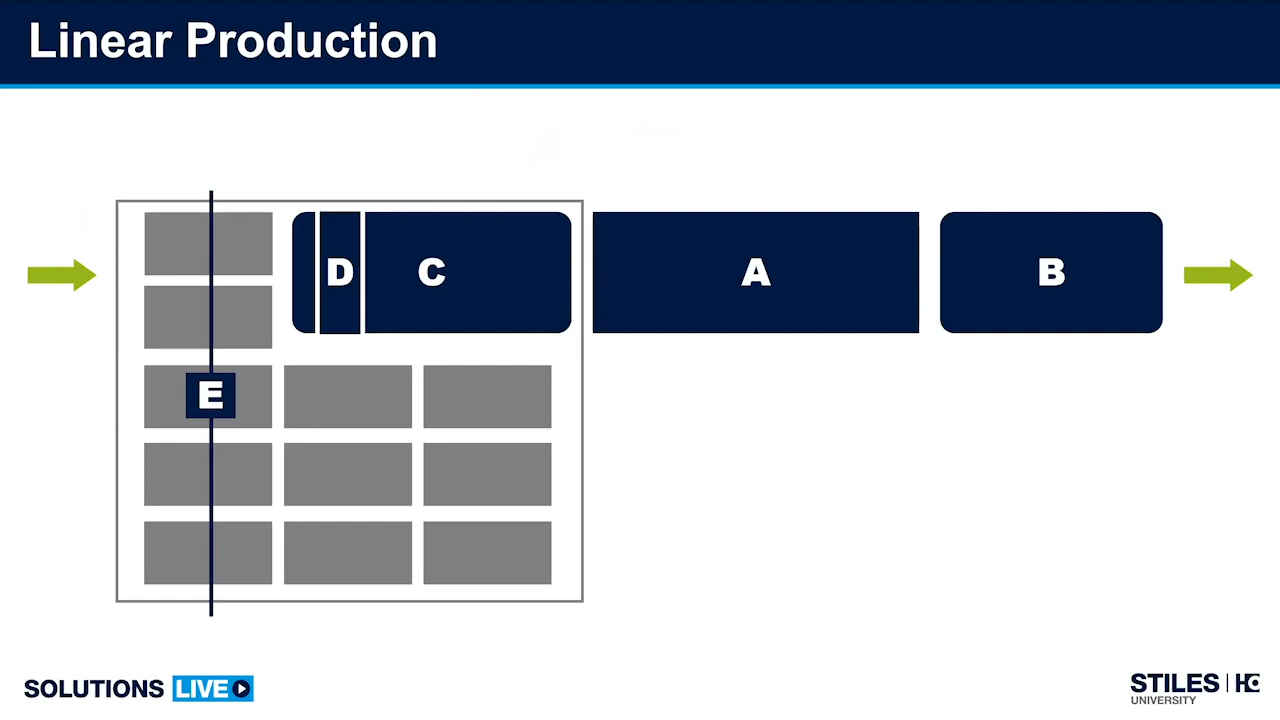 Linear Production
D C A B
E
SOLUTIONS LIVE
STILES | HC
UNIVERSITY